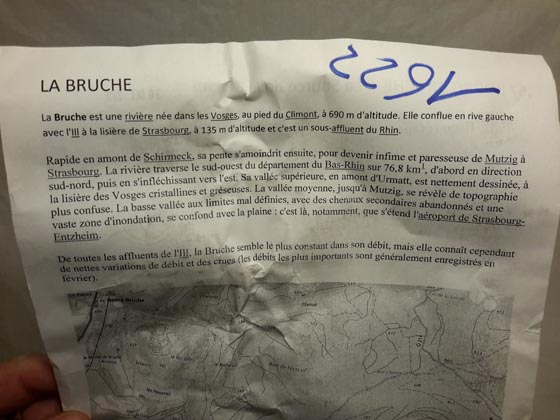 1622
LA BRUCHE
La Bruche est une rivière née dans les Vosges, au pied du Climont, à 690 m d'altitude. Elle conflue en rive gauche
avec l'Ill à la lisière de Strasbourg, à 135 m d'altitude et c'est un sous-affluent du Rhin.
Rapide en amont de Schirmeck, sa pente s'amoindrit ensuite, pour devenir infime et paresseuse de Mutzig à
Strasbourg. La rivière traverse le sud-ouest du département du Bas-Rhin sur 76,8 km¹, d'abord en direction
sud-nord, puis en s'infléchissant vers l'est. Sa vallée supérieure, en amont d'Urmatt, est nettement dessinée, à
la lisière des Vosges cristallines et gréseuses. La vallée moyenne, jusqu'à Mutzig, se révèle de topographie
plus confuse. La basse vallée aux limites mal définies, avec des chenaux secondaires abandonnés et une
vaste zone d'inondation, se confond avec la plaine : c'est là, notamment, que s'étend l'aéroport de Strasbourg-
Entzheim.
De toutes les affluents de l'Ill, la Bruche semble le plus constant dans son débit, mais elle connaît cependant
de nettes variations de débit et des crues (les débits les plus importants sont généralement enregistrés en
février).